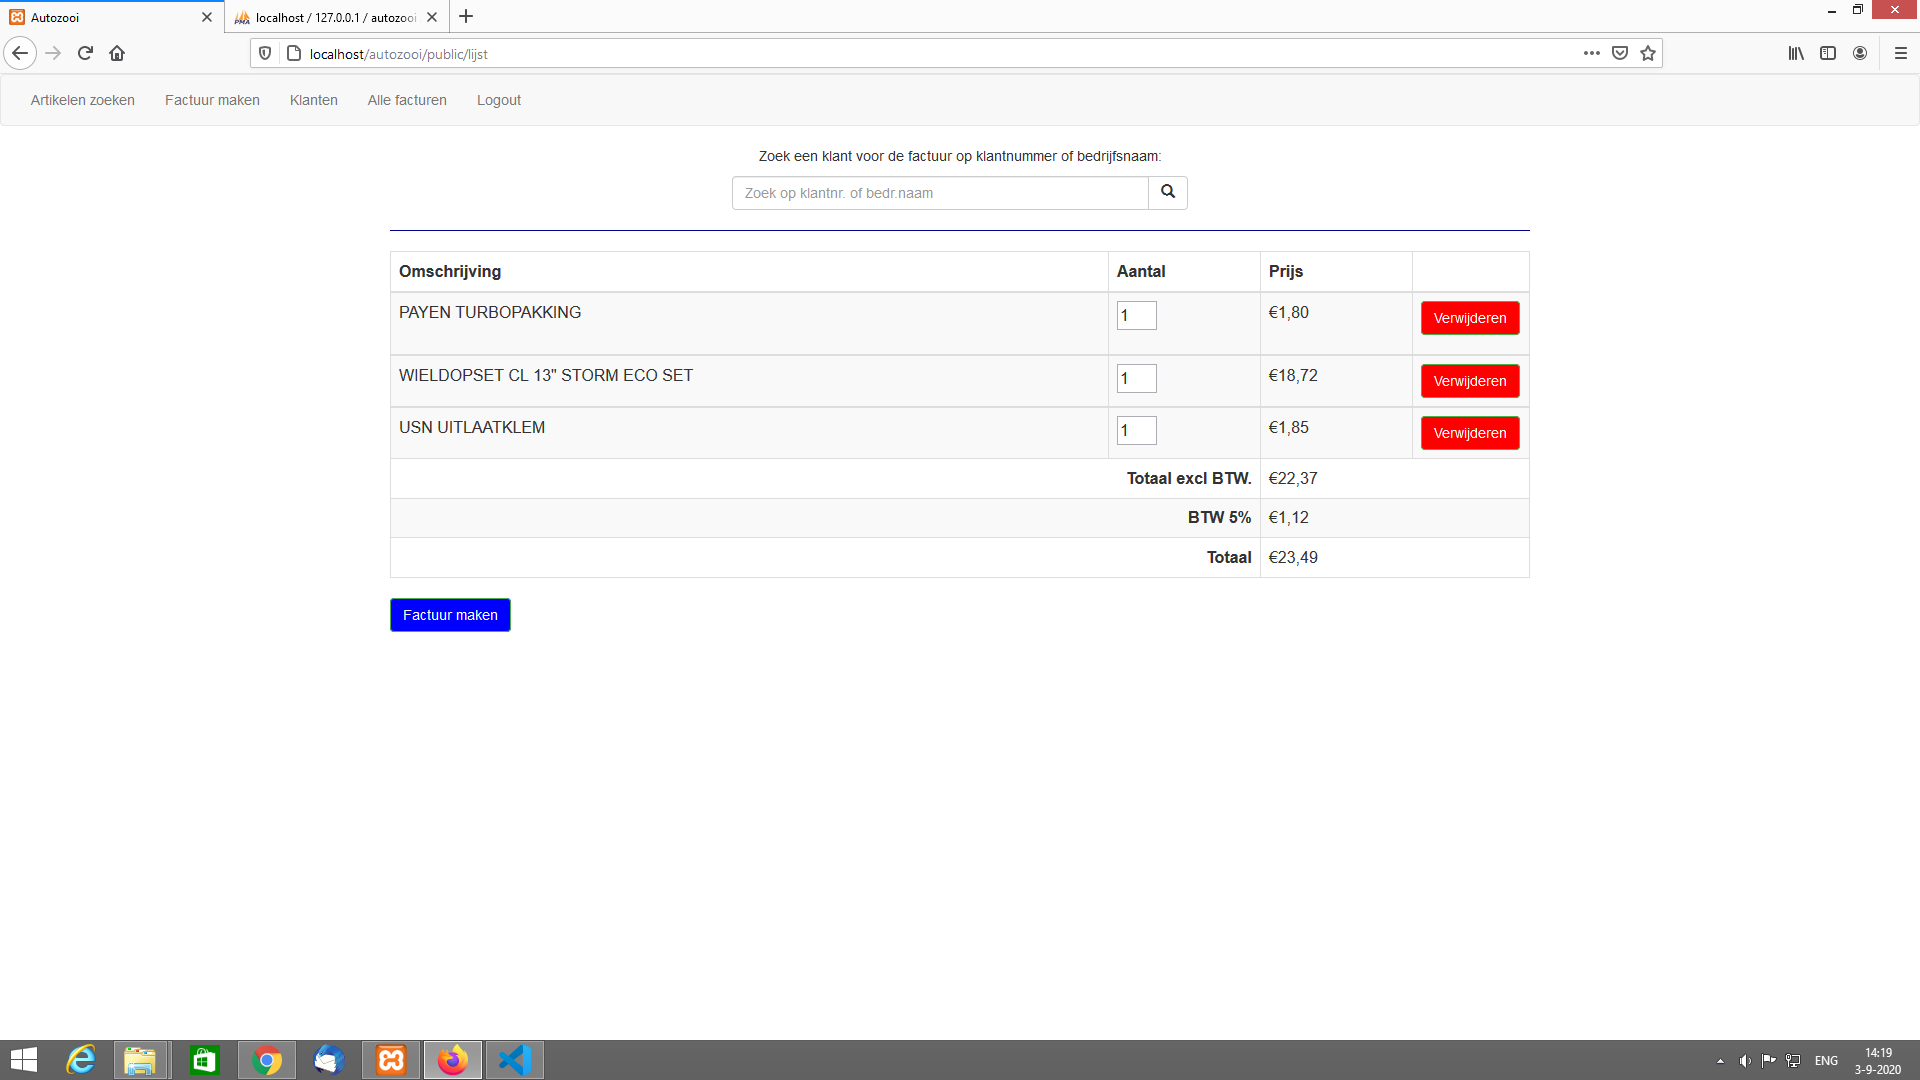 Autozooi
localhost / 127.0.0.1 / autozooi
localhost/autozooi/public/lijst
Artikelen zoeken Factuur maken Klanten Alle facturen Logout
Zoek een klant voor de factuur op klantnummer of bedrijfsnaam:
Zoek op klantnr. of bedr.naam
Omschrijving Aantal Prijs
PAYEN TURBOPAKKING 1 €1,80 Verwijderen
WIELDOPSET CL 13" STORM ECO SET 1 €18,72 Verwijderen
USN UITLAATKLEM 1 €1,85 Verwijderen
Totaal excl BTW. €22,37
BTW 5% €1,12
Totaal €23,49
Factuur maken
ENG
14:19
3-9-2020